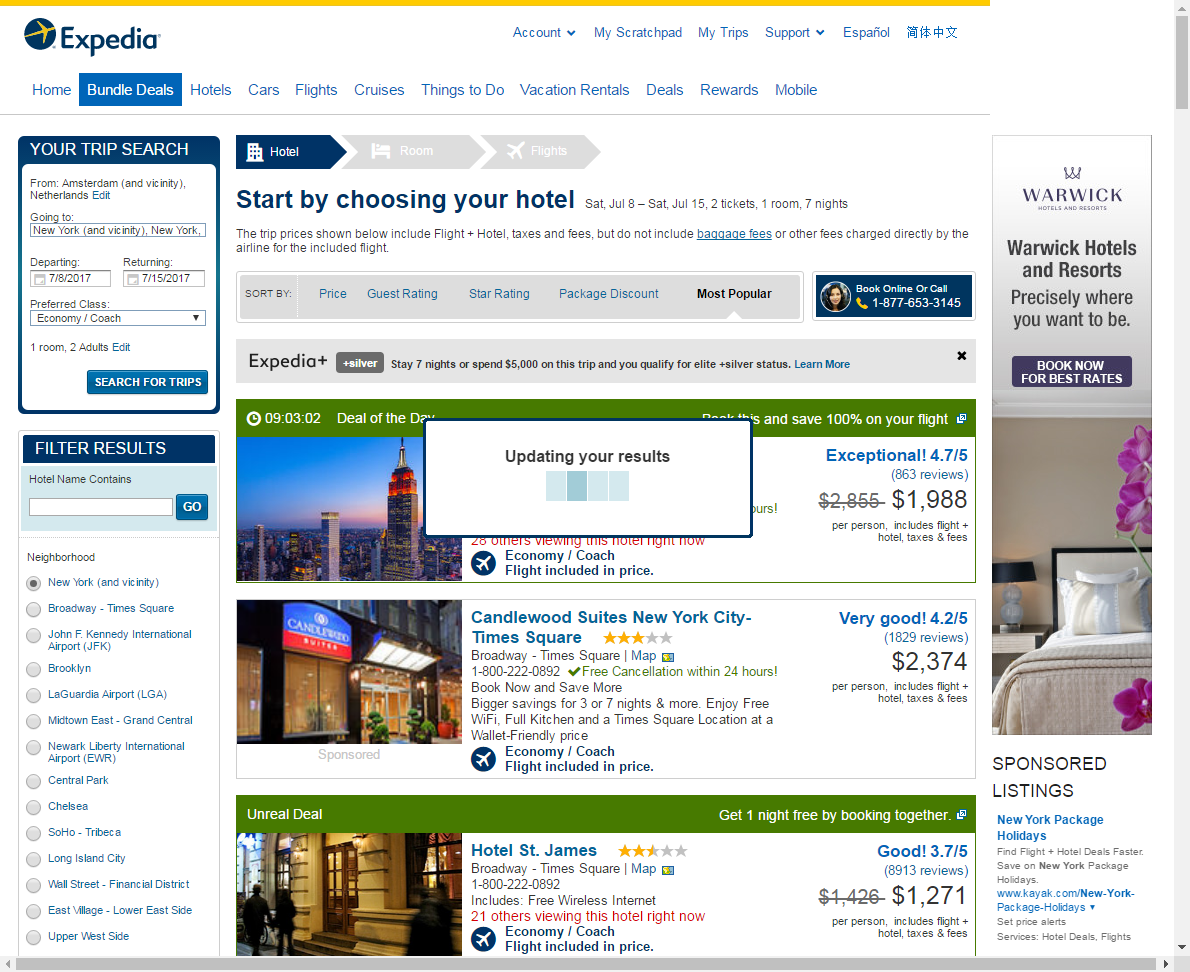 Expedia
Account
My Scratchpad
My Trips
Support
Español
简体中文
Home
Bundle Deals
Hotels
Cars
Flights
Cruises
Things to Do
Vacation Rentals
Deals
Rewards
Mobile
YOUR TRIP SEARCH
From: Amsterdam (and vicinity),
Netherlands Edit
Going to:
New York (and vicinity), New York,
Departing:
Returning:
7/8/2017
7/15/2017
Preferred Class:
Economy / Coach
1 room, 2 Adults Edit
SEARCH FOR TRIPS
FILTER RESULTS
Hotel Name Contains
GO
Neighborhood
New York (and vicinity)
Broadway - Times Square
John F. Kennedy International
Airport (JFK)
Brooklyn
LaGuardia Airport (LGA)
Midtown East - Grand Central
Newark Liberty International
Airport (EWR)
Central Park
Chelsea
SoHo - Tribeca
Long Island City
Wall Street - Financial District
East Village - Lower East Side
Upper West Side
Hotel
Room
Flights
Start by choosing your hotel
Sat, Jul 8 – Sat, Jul 15, 2 tickets, 1 room, 7 nights
The trip prices shown below include Flight + Hotel, taxes and fees, but do not include baggage fees or other fees charged directly by the
airline for the included flight.
SORT BY:
Price
Guest Rating
Star Rating
Package Discount
Most Popular
Book Online Or Call
1-877-653-3145
Expedia+
+silver
Stay 7 nights or spend $5,000 on this trip and you qualify for elite +silver status. Learn More
09:03:02
Deal of the Day
Book this and save 100% on your flight
Updating your results
Exceptional! 4.7/5
(863 reviews)
$2,855 $1,988
per person, includes flight +
hotel, taxes & fees
28 others viewing this hotel right now
Economy / Coach
Flight included in price.
CANDLEWOOD
SUITES
Sponsored
Candlewood Suites New York City-
Times Square
Broadway - Times Square | Map
1-800-222-0892 Free Cancellation within 24 hours!
Book Now and Save More
Bigger savings for 3 or 7 nights & more. Enjoy Free
WiFi, Full Kitchen and a Times Square Location at a
Wallet-Friendly price
Economy / Coach
Flight included in price.
Very good! 4.2/5
(1829 reviews)
$2,374
per person, includes flight +
hotel, taxes & fees
Unreal Deal
Get 1 night free by booking together.
Hotel St. James
Broadway - Times Square | Map
1-800-222-0892
Includes: Free Wireless Internet
21 others viewing this hotel right now
Economy / Coach
Flight included in price.
Good! 3.7/5
(8913 reviews)
$1,426 $1,271
per person, includes flight +
hotel, taxes & fees
WARWICK
HOTELS AND RESORTS
Warwick Hotels
and Resorts
Precisely where
you want to be.
BOOK NOW
FOR BEST RATES
SPONSORED
LISTINGS
New York Package
Holidays
Find Flight + Hotel Deals Faster.
Save on New York Package
Holidays.
www.kayak.com/New-York-
Package-Holidays
Set price alerts
Services: Hotel Deals, Flights